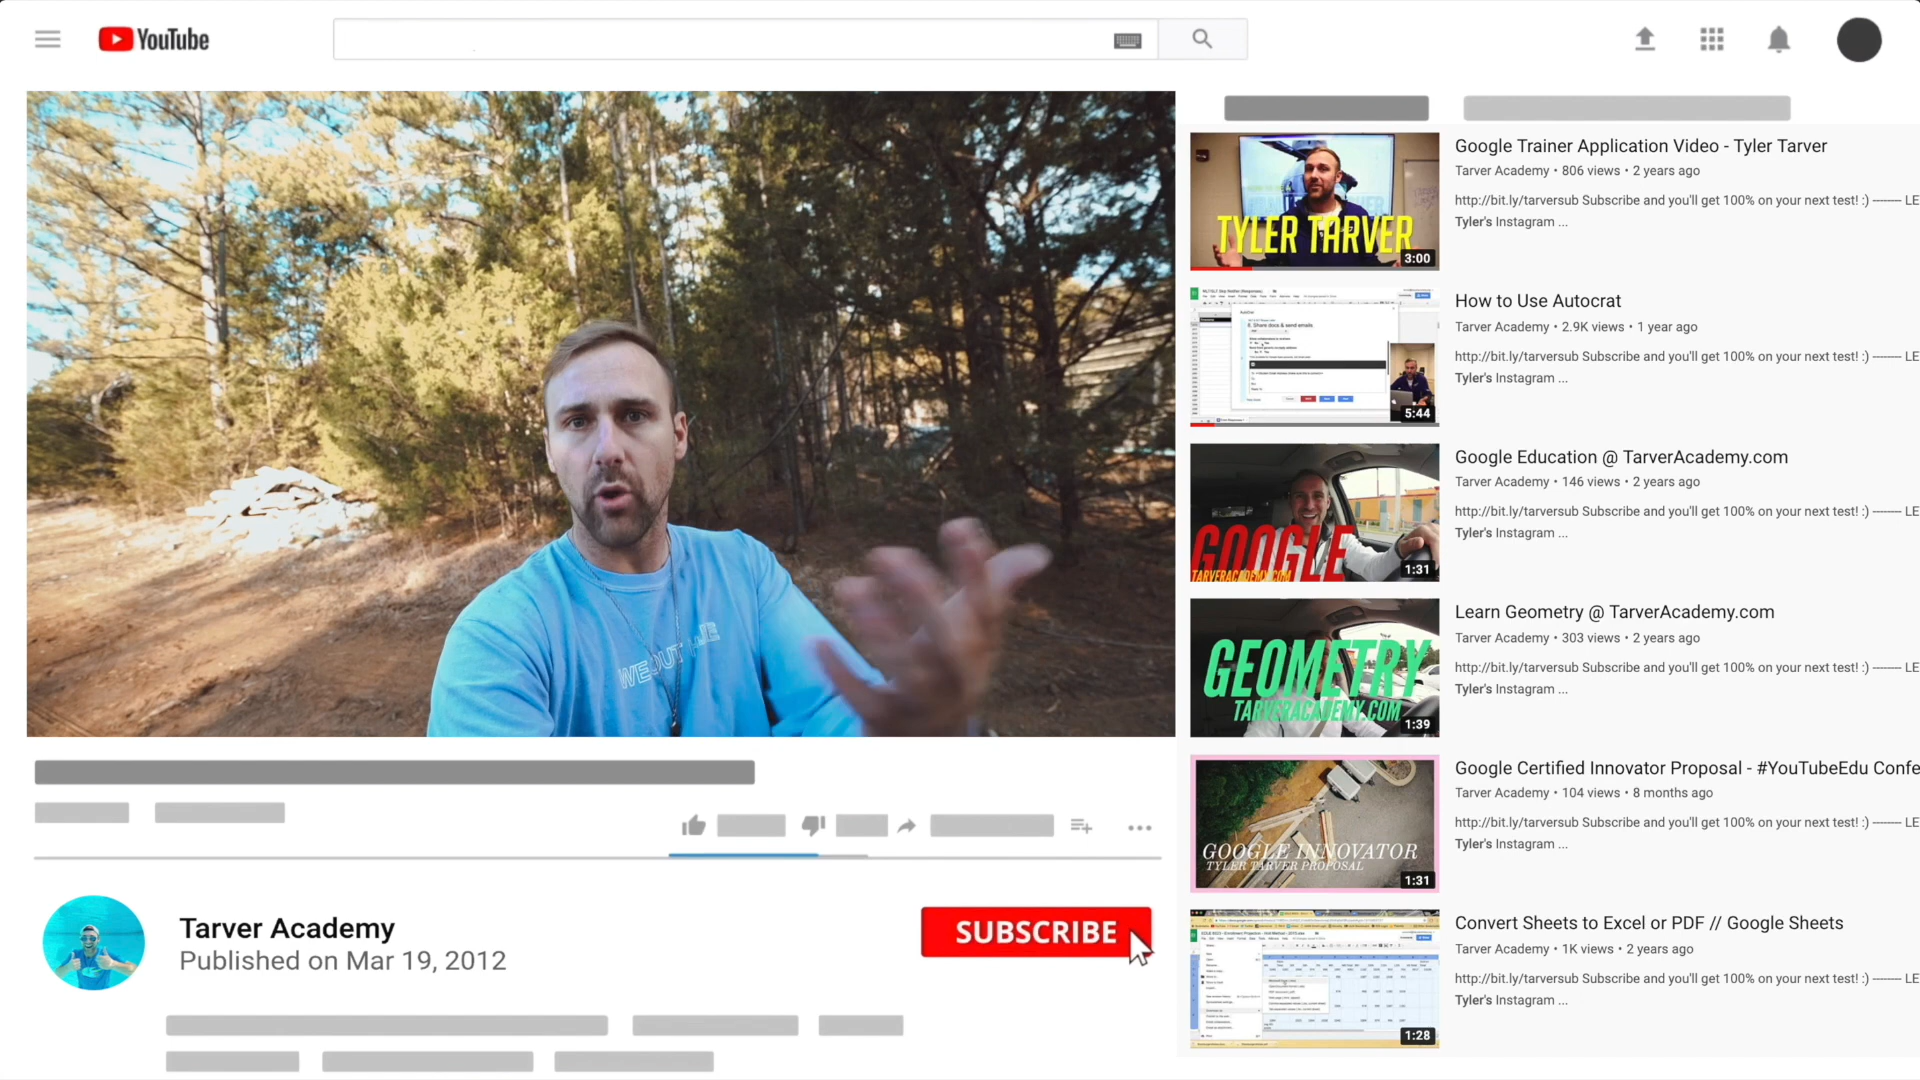 YouTube
TYLER TARVER
3:00
Google Trainer Application Video - Tyler Tarver
Tarver Academy • 806 views • 2 years ago
http://bit.ly/tarversub Subscribe and you'll get 100% on your next test! :) -------- LE
Tyler's Instagram ...
8. Share docs & send emails
5:44
How to Use Autocrat
Tarver Academy • 2.9K views • 1 year ago
http://bit.ly/tarversub Subscribe and you'll get 100% on your next test! :) -------- LE
Tyler's Instagram ...
GOOGLE
TARVERACADEMY.COM
1:31
Google Education @ TarverAcademy.com
Tarver Academy • 146 views • 2 years ago
http://bit.ly/tarversub Subscribe and you'll get 100% on your next test! :) -------- LE
Tyler's Instagram ...
WE OUT HERE
GEOMETRY
TARVERACADEMY.COM
1:39
Learn Geometry @ TarverAcademy.com
Tarver Academy • 303 views • 2 years ago
http://bit.ly/tarversub Subscribe and you'll get 100% on your next test! :) -------- LE
Tyler's Instagram ...
GOOGLE INNOVATOR
TYLER TARVER PROPOSAL
1:31
Google Certified Innovator Proposal - #YouTubeEdu Confe
Tarver Academy • 104 views • 8 months ago
http://bit.ly/tarversub Subscribe and you'll get 100% on your next test! :) -------- LE
Tyler's Instagram ...
Tarver Academy
Published on Mar 19, 2012
SUBSCRIBE
1:28
Convert Sheets to Excel or PDF // Google Sheets
Tarver Academy • 1K views • 2 years ago
http://bit.ly/tarversub Subscribe and you'll get 100% on your next test! :) -------- LE
Tyler's Instagram ...